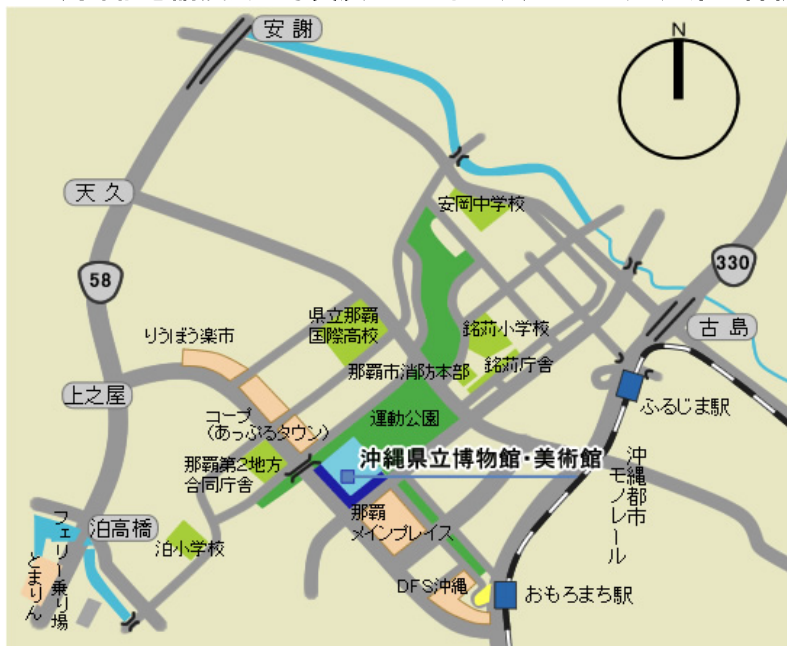 安謝
N
天久
安岡中学校
58
330
県立那覇
国際高校
銘苅小学校
古島
りうぼう楽市
那覇市消防本部
銘苅庁舎
上之屋
コープ
(あっぷるタウン)
運動公園
ふるじま駅
那覇第2地方
合同庁舎
沖縄県立博物館・美術館
沖縄都市
モノレール
那覇
メインプレイス
泊高橋
泊小学校
フェリー乗り場
とまりん
DFS沖縄
おもろまち駅